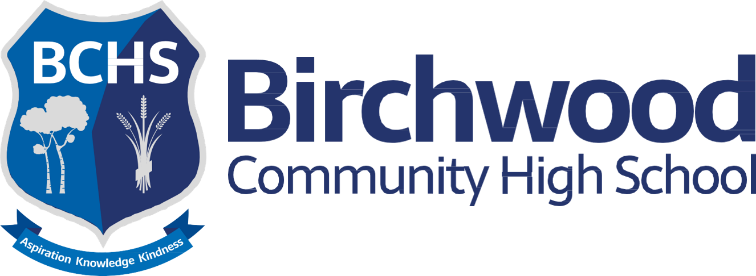 BCHS
Aspiration Knowledge Kindness
Birchwood
Community High School